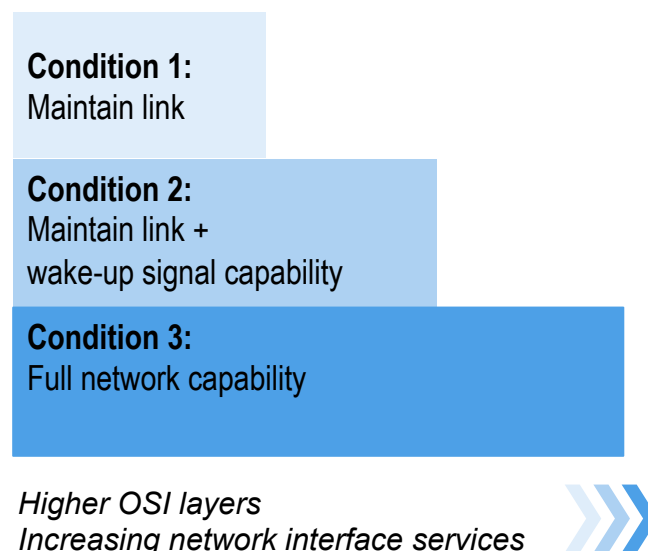 Condition 1:
Maintain link
Condition 2:
Maintain link +
wake-up signal capability
Condition 3:
Full network capability
Higher OSI layers
Increasing network interface services